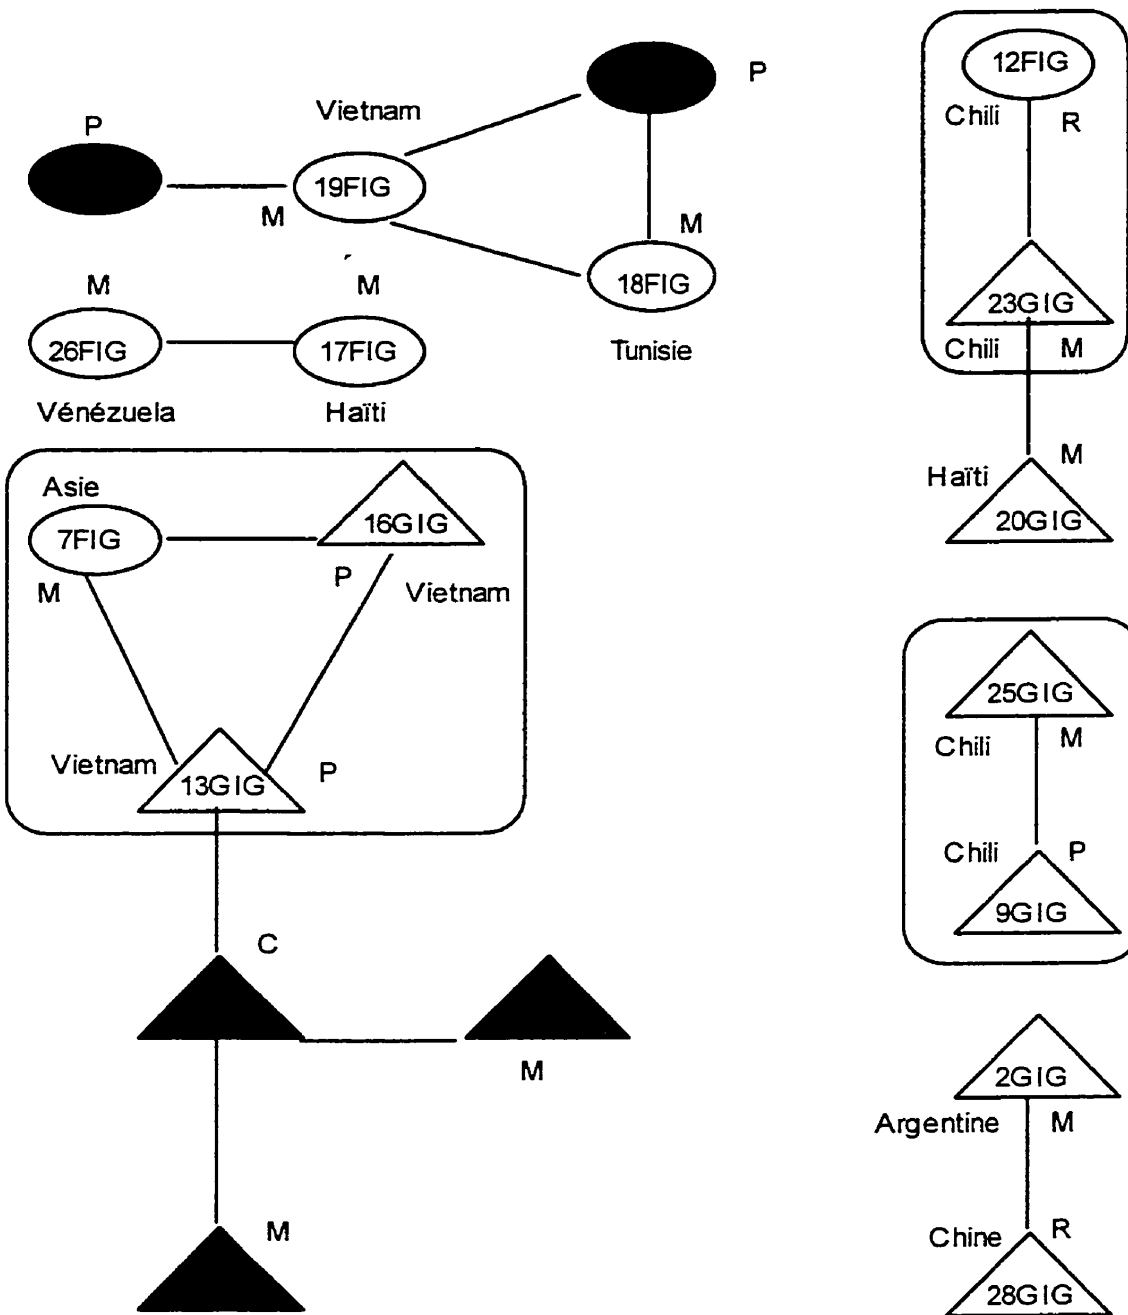 P
Vietnam
P
19FIG
M
M
18FIG
Tunisie
M
M
26FIG
17FIG
Vénézuela
Haïti
Asie
7FIG
16GIG
M
P
Vietnam
Vietnam
13GIG
P
C
M
M
12FIG
Chili
R
23GIG
Chili
M
Haïti
M
20GIG
25GIG
Chili
M
Chili
P
9GIG
2GIG
Argentine
M
Chine
R
28GIG